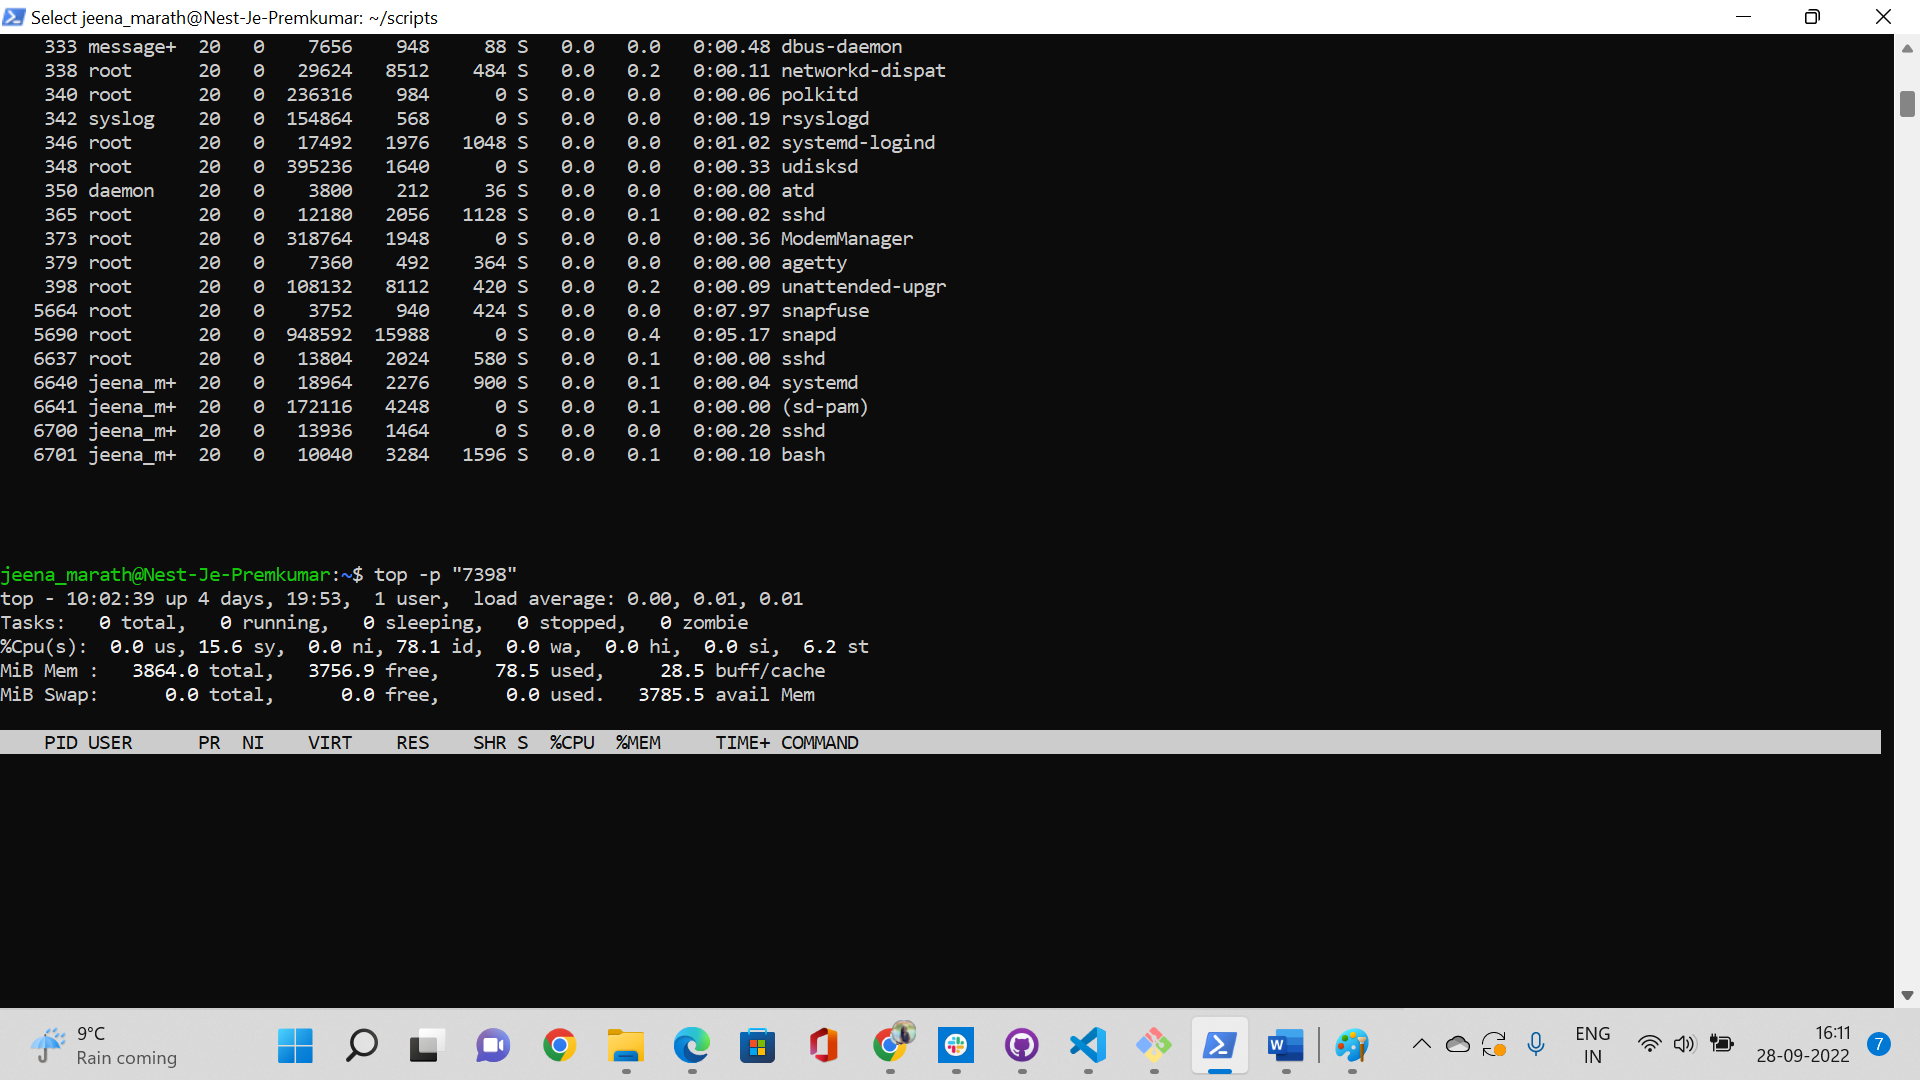 Select jeena_marath@Nest-Je-Premkumar: ~/scripts
333 message+  20   0    7656    948     88 S   0.0   0.0   0:00.48 dbus-daemon
338 root      20   0   29624   8512    484 S   0.0   0.2   0:00.11 networkd-dispat
340 root      20   0  236316    984      0 S   0.0   0.0   0:00.06 polkitd
342 syslog    20   0  154864    568      0 S   0.0   0.0   0:00.19 rsyslogd
346 root      20   0   17492   1976   1048 S   0.0   0.0   0:01.02 systemd-logind
348 root      20   0  395236   1640      0 S   0.0   0.0   0:00.33 udisksd
350 daemon    20   0    3800    212     36 S   0.0   0.0   0:00.00 atd
365 root      20   0   12180   2056   1128 S   0.0   0.1   0:00.02 sshd
373 root      20   0  318764   1948      0 S   0.0   0.0   0:00.36 ModemManager
379 root      20   0    7360    492    364 S   0.0   0.0   0:00.00 agetty
398 root      20   0  108132   8112    420 S   0.0   0.2   0:00.09 unattended-upgr
5664 root      20   0    3752    940    424 S   0.0   0.0   0:07.97 snapfuse
5690 root      20   0  948592  15988      0 S   0.0   0.4   0:05.17 snapd
6637 root      20   0   13804   2024    580 S   0.0   0.1   0:00.00 sshd
6640 jeena_m+  20   0   18964   2276    900 S   0.0   0.1   0:00.04 systemd
6641 jeena_m+  20   0  172116   4248      0 S   0.0   0.1   0:00.00 (sd-pam)
6700 jeena_m+  20   0   13936   1464      0 S   0.0   0.0   0:00.20 sshd
6701 jeena_m+  20   0   10040   3284   1596 S   0.0   0.1   0:00.10 bash
jeena_marath@Nest-Je-Premkumar:~$ top -p "7398"
top - 10:02:39 up 4 days, 19:53,  1 user,  load average: 0.00, 0.01, 0.01
Tasks:   0 total,   0 running,   0 sleeping,   0 stopped,   0 zombie
%Cpu(s):  0.0 us, 15.6 sy,  0.0 ni, 78.1 id,  0.0 wa,  0.0 hi,  0.0 si,  6.2 st
MiB Mem :   3864.0 total,   3756.9 free,     78.5 used,     28.5 buff/cache
MiB Swap:      0.0 total,      0.0 free,      0.0 used.   3785.5 avail Mem
PID USER      PR  NI    VIRT    RES    SHR S  %CPU  %MEM     TIME+ COMMAND
9°C
Rain coming
ENG
IN
16:11
28-09-2022
7